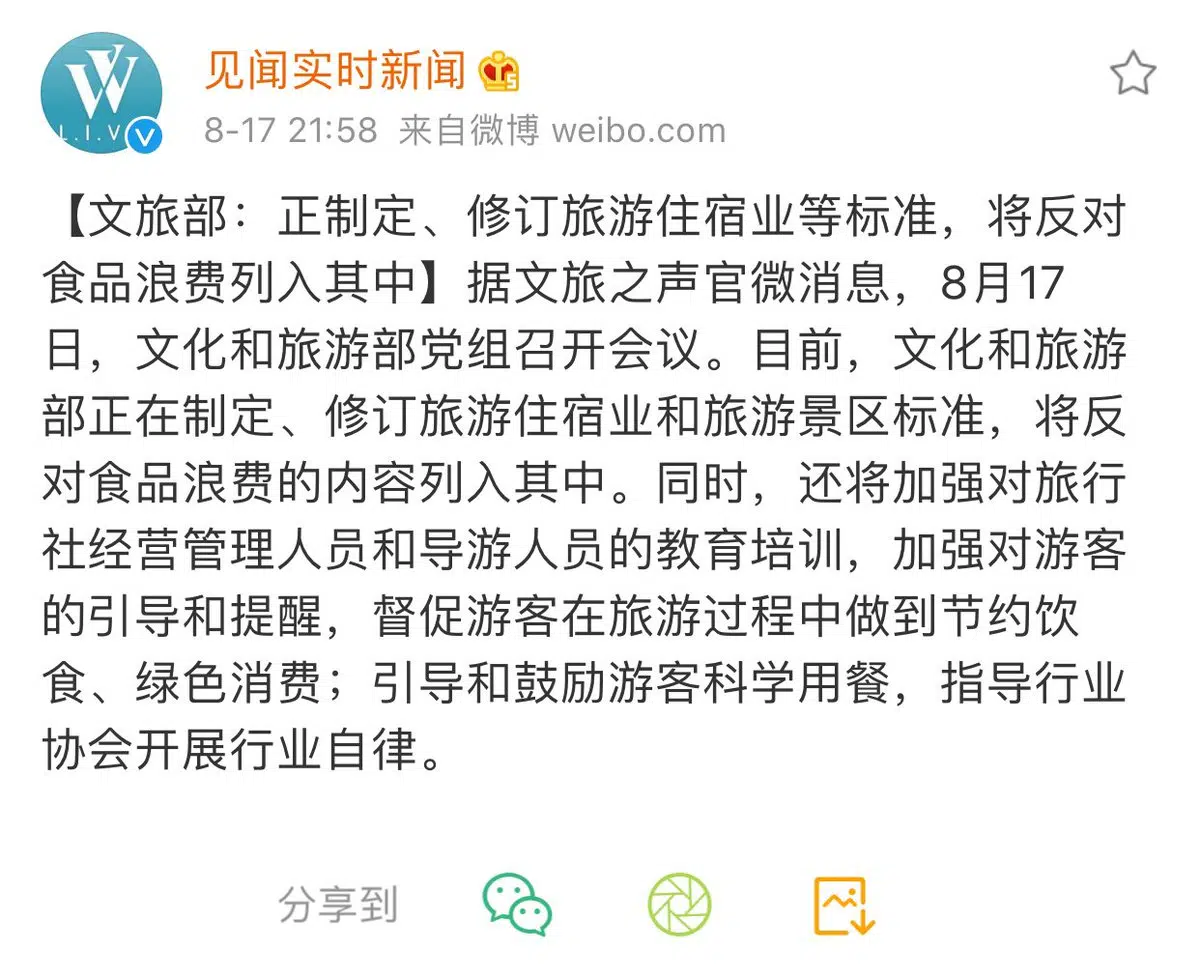 见闻实时新闻
8-17 21:58 来自微博 weibo.com
【文旅部：正制定、修订旅游住宿业等标准，将反对
食品浪费列入其中】据文旅之声官微消息，8月17
日，文化和旅游部党组召开会议。目前，文化和旅游
部正在制定、修订旅游住宿业和旅游景区标准，将反
对食品浪费的内容列入其中。同时，还将加强对旅行
社经营管理人员和导游人员的教育培训，加强对游客
的引导和提醒，督促游客在旅游过程中做到节约饮
食、绿色消费；引导和鼓励游客科学用餐，指导行业
协会开展行业自律。
分享到